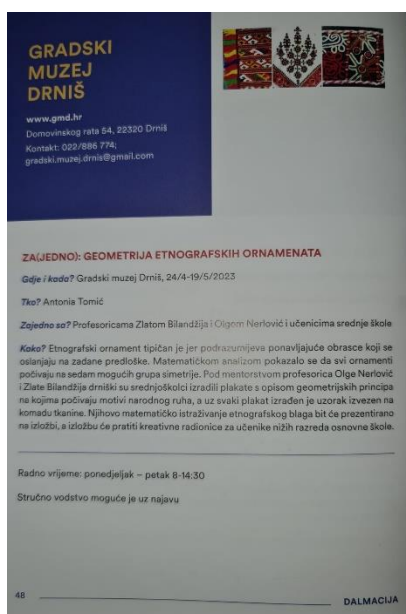 GRADSKI
MUZEJ
DRNIŠ
www.gmd.hr
Domovinskog rata 54, 22320 Drniš
Kontakt: 022/886 774;
gradski.muzej.drnis@gmail.com
ZA(JEDNO): GEOMETRIJA ETNOGRAFSKIH ORNAMENATA
Gdje i kada? Gradski muzej Drniš, 24/4-19/5/2023
Tko? Antonia Tomić
Zajedno sa? Profesoricama Zlatom Bilandžija i Olgom Nerlović i učenicima srednje škole
Kako? Etnografski ornament tipičan je jer podrazumijeva ponavljajuće obrasce koji se
oslanjaju na zadane predloške. Matematičkom analizom pokazalo se da svi ornamenti
počivaju na sedam mogućih grupa simetrije. Pod mentorstvom profesorica Olge Nerlović
i Zlate Bilandžija drniški su srednjoškolci izradili plakate s opisom geometrijskih principa
na kojima počivaju motivi narodnog ruha, a uz svaki plakat izrađen je uzorak izvezen na
komadu tkanine. Njihovo matematičko istraživanje etnografskog blaga bit će prezentirano
na izložbi, a izložbu će pratiti kreativne radionice za učenike nižih razreda osnovne škole.
Radno vrijeme: ponedjeljak – petak 8-14:30
Stručno vodstvo moguće je uz najavu
48
DALMACIJA